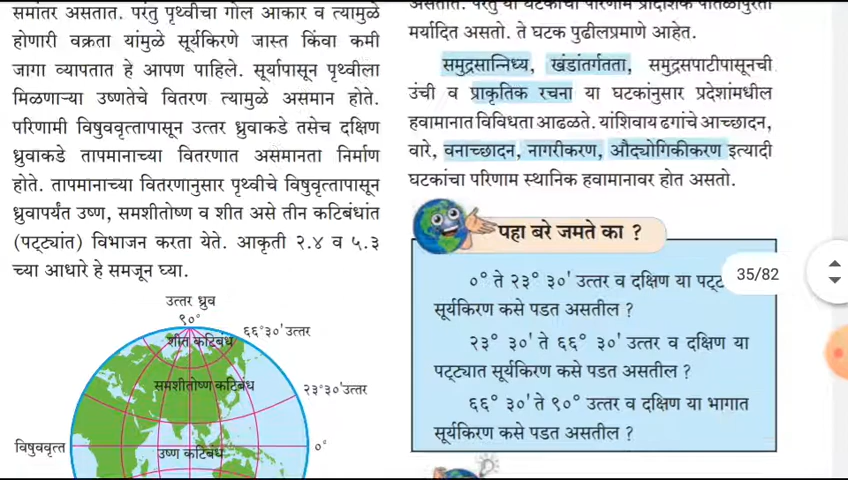 समांतर असतात. परंतु पृथ्वीचा गोल आकार व त्यामुळे
होणारी वक्रता यांमुळे सूर्यकिरणे जास्त किंवा कमी
जागा व्यापतात हे आपण पाहिले. सूर्यापासून पृथ्वीला
मिळणाऱ्या उष्णतेचे वितरण त्यामुळे असमान होते.
परिणामी विषुववृत्तापासून उत्तर ध्रुवाकडे तसेच दक्षिण
ध्रुवाकडे तापमानाच्या वितरणात असमानता निर्माण
होते. तापमानाच्या वितरणानुसार पृथ्वीचे विषुववृत्तापासून
ध्रुवापर्यंत उष्ण, समशीतोष्ण व शीत असे तीन कटिबंधांत
(पट्ट्यांत) विभाजन करता येते. आकृती २.४ व ५.३
च्या आधारे हे समजून घ्या.
उत्तर ध्रुव
९०°
६६°३०' उत्तर
शीत कटिबंध
समशीतोष्ण कटिबंध
२३°३०'उत्तर
विषुववृत्त
०°
उष्ण कटिबंध
असतात. परंतु या घटकांचा परिणाम प्रादेशिक पातळीपुरता
मर्यादित असतो. ते घटक पुढीलप्रमाणे आहेत.
समुद्रसान्निध्य, खंडांतर्गतता, समुद्रसपाटीपासूनची
उंची व प्राकृतिक रचना या घटकांनुसार प्रदेशांमधील
हवामानात विविधता आढळते. यांशिवाय ढगांचे आच्छादन,
वारे, वनाच्छादन, नागरीकरण, औद्योगिकीकरण इत्यादी
घटकांचा परिणाम स्थानिक हवामानावर होत असतो.
पहा बरे जमते का ?
०° ते २३° ३०' उत्तर व दक्षिण या
सूर्यकिरण कसे पडत असतील ?
२३° ३०' ते ६६° ३०' उत्तर व दक्षिण या
पट्ट्यात सूर्यकिरण कसे पडत असतील ?
६६° ३०' ते ९०° उत्तर व दक्षिण या भागात
सूर्यकिरण कसे पडत असतील ?
35/82